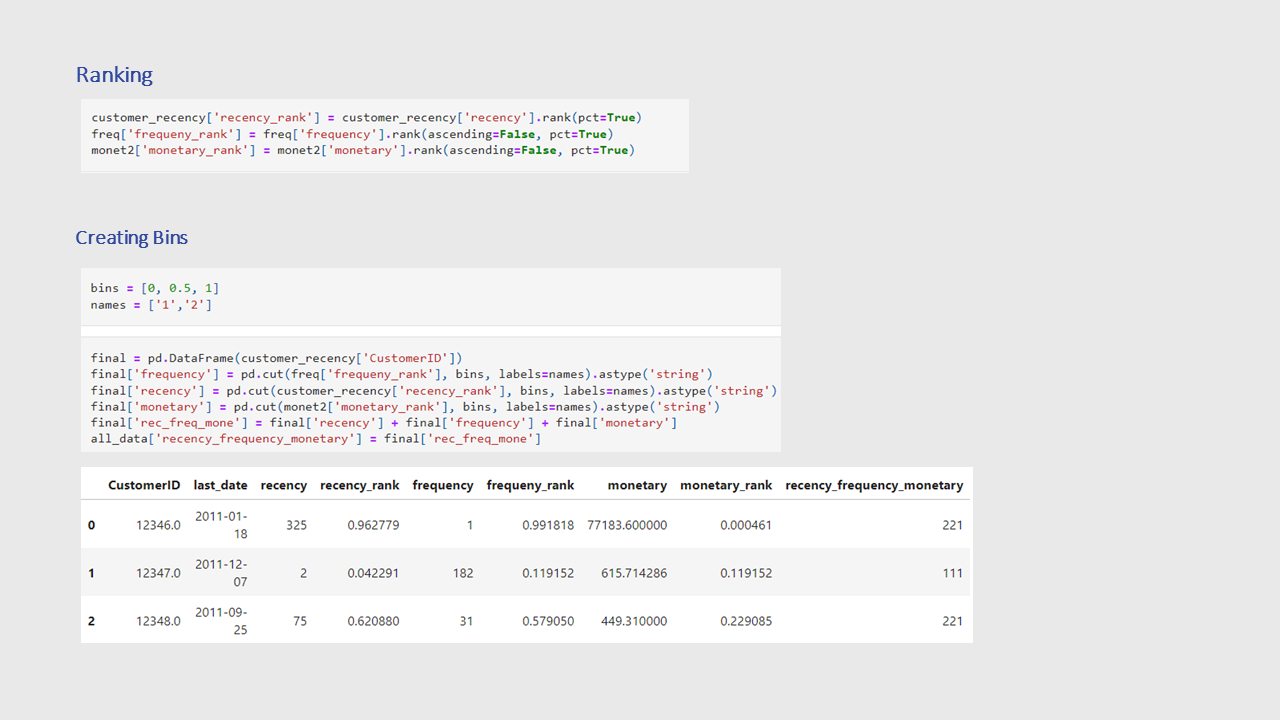 Ranking
customer_recency['recency_rank'] = customer_recency['recency'].rank(pct=True)
freq['frequeny_rank'] = freq['frequency'].rank(ascending=False, pct=True)
monet2['monetary_rank'] = monet2['monetary'].rank(ascending=False, pct=True)
Creating Bins
bins = [0, 0.5, 1]
names = ['1','2']
final = pd.DataFrame(customer_recency['CustomerID'])
final['frequency'] = pd.cut(freq['frequeny_rank'], bins, labels=names).astype('string')
final['recency'] = pd.cut(customer_recency['recency_rank'], bins, labels=names).astype('string')
final['monetary'] = pd.cut(monet2['monetary_rank'], bins, labels=names).astype('string')
final['rec_freq_mone'] = final['recency'] + final['frequency'] + final['monetary']
all_data['recency_frequency_monetary'] = final['rec_freq_mone']
CustomerID last_date recency recency_rank frequency frequeny_rank monetary monetary_rank recency_frequency_monetary
0 12346.0 2011-01-18 325 0.962779 1 0.991818 77183.600000 0.000461 221
1 12347.0 2011-12-07 2 0.042291 182 0.119152 615.714286 0.119152 111
2 12348.0 2011-09-25 75 0.620880 31 0.579050 449.310000 0.229085 221